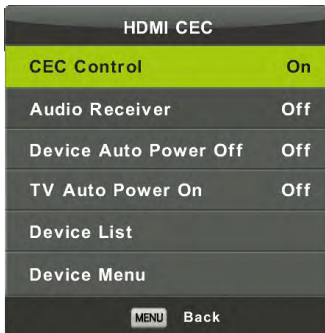 HDMI CEC
CEC Control On
Audio Receiver Off
Device Auto Power Off Off
TV Auto Power On Off
Device List
Device Menu
MENU Back